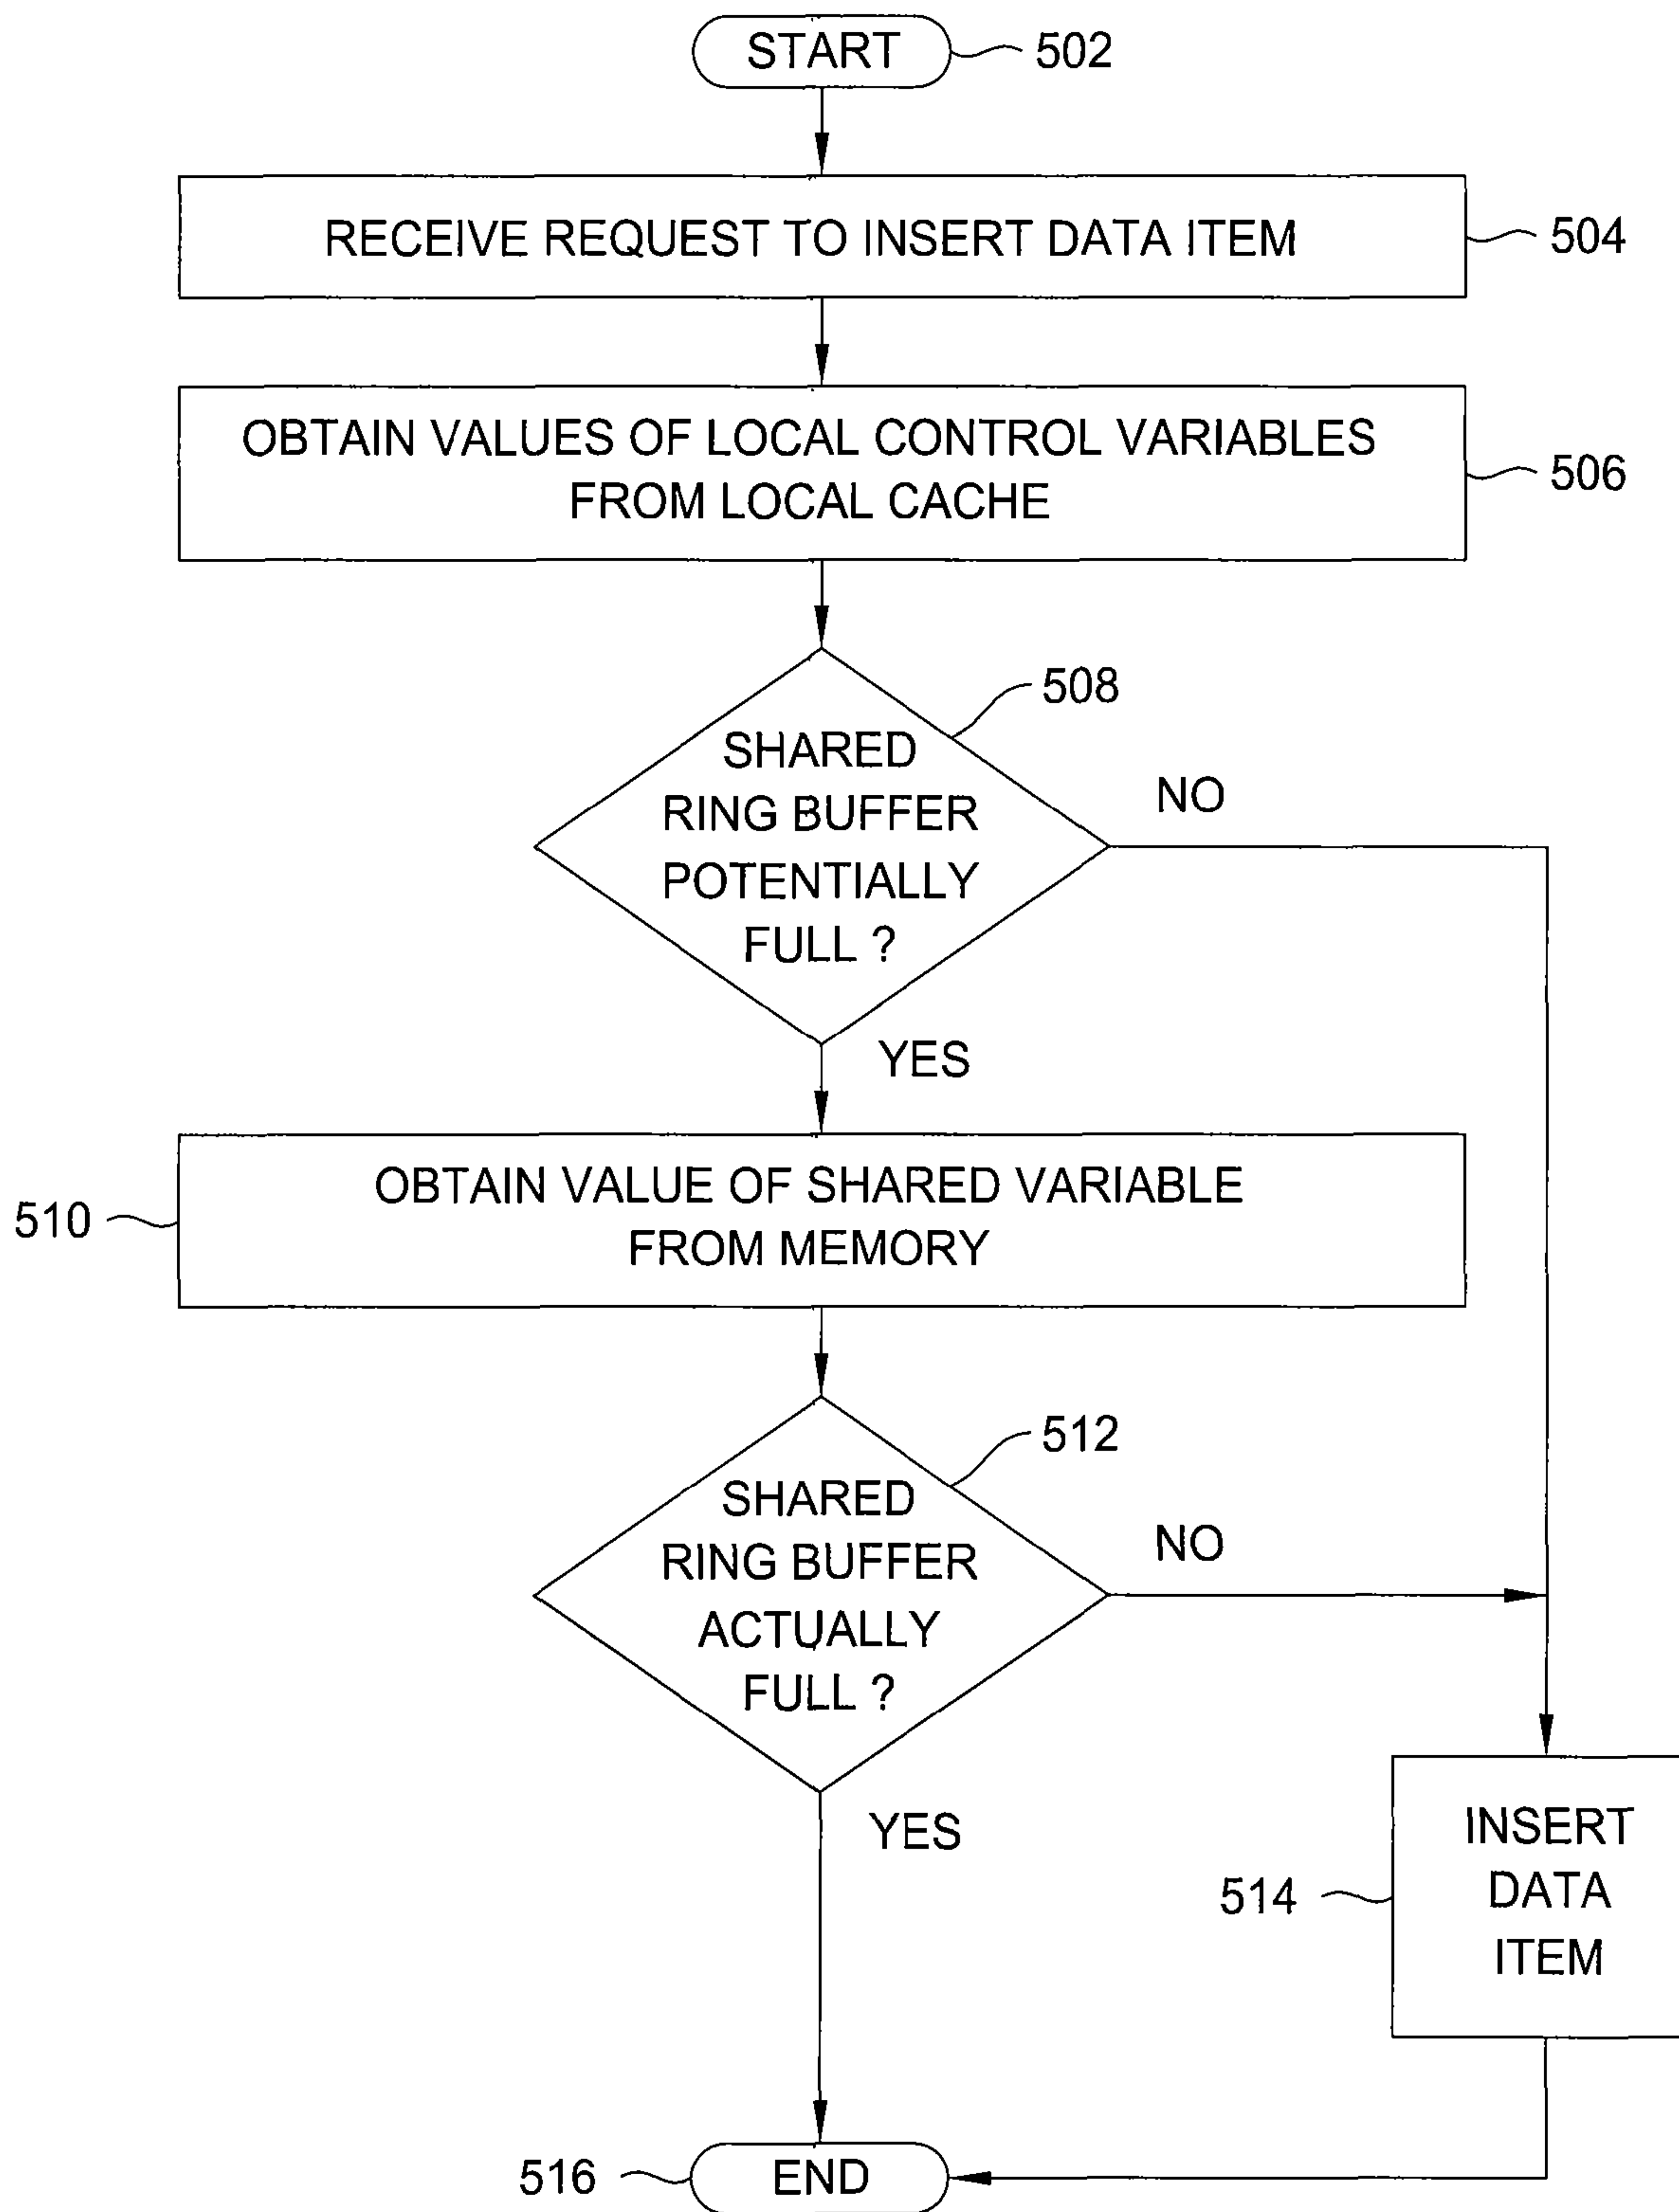 START
502
RECEIVE REQUEST TO INSERT DATA ITEM
504
OBTAIN VALUES OF LOCAL CONTROL VARIABLES
FROM LOCAL CACHE
506
508
SHARED
RING BUFFER
POTENTIALLY
FULL ?
NO
YES
OBTAIN VALUE OF SHARED VARIABLE
FROM MEMORY
510
512
SHARED
RING BUFFER
ACTUALLY
FULL ?
NO
YES
INSERT
DATA
ITEM
514
516
END